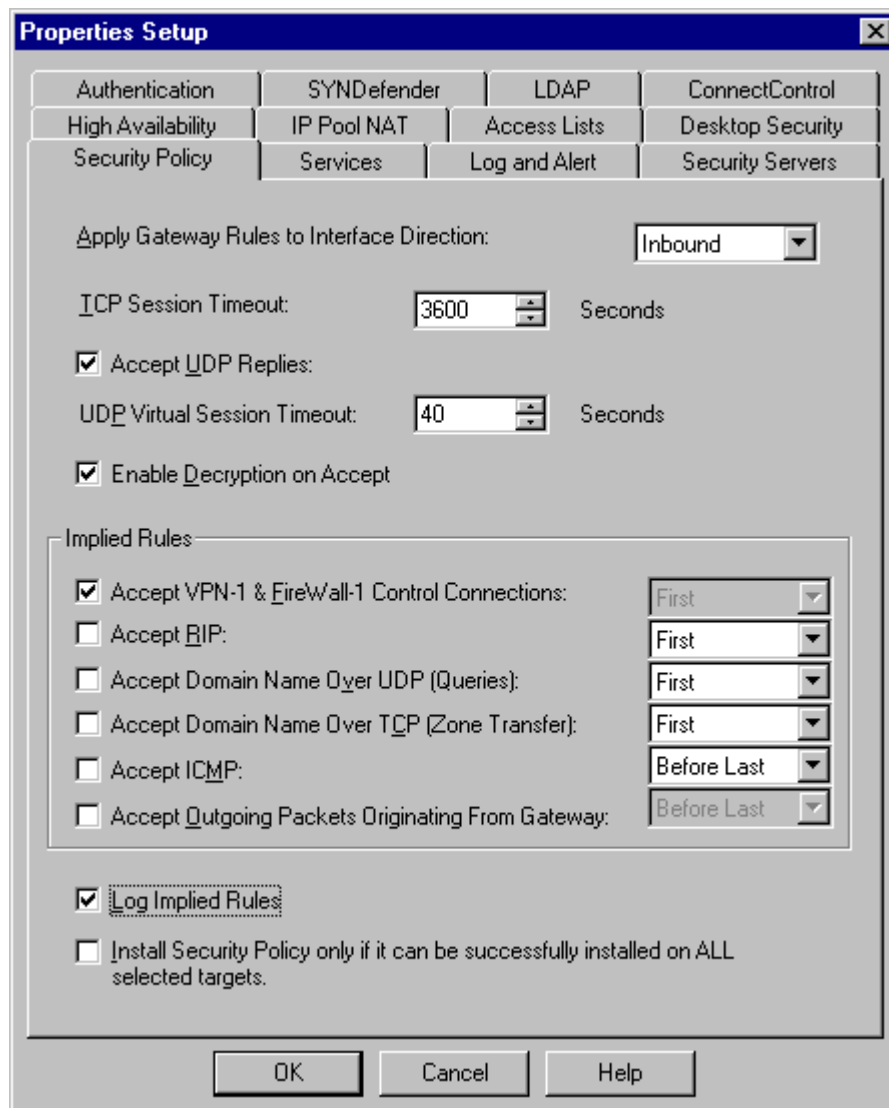 Properties Setup
Authentication SYNDefender LDAP ConnectControl
High Availability IP Pool NAT Access Lists Desktop Security
Security Policy Services Log and Alert Security Servers
Apply Gateway Rules to Interface Direction: Inbound
TCP Session Timeout: 3600 Seconds
Accept UDP Replies:
UDP Virtual Session Timeout: 40 Seconds
Enable Decryption on Accept
Implied Rules
Accept VPN-1 & FireWall-1 Control Connections: First
Accept RIP: First
Accept Domain Name Over UDP (Queries): First
Accept Domain Name Over TCP (Zone Transfer): First
Accept ICMP: Before Last
Accept Outgoing Packets Originating From Gateway: Before Last
Log Implied Rules
Install Security Policy only if it can be successfully installed on ALL
selected targets.
OK Cancel Help